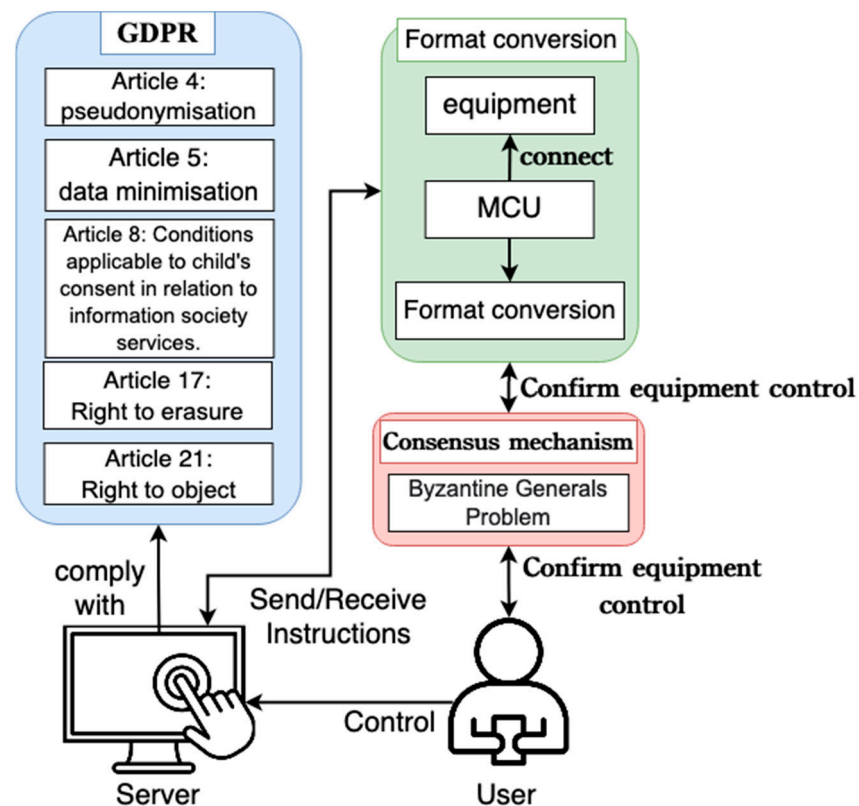 GDPR
Article 4:
pseudonymisation
Article 5:
data minimisation
Article 8: Conditions
applicable to child's
consent in relation to
information society
services.
Article 17:
Right to erasure
Article 21:
Right to object
Format conversion
equipment
connect
MCU
Format conversion
Confirm equipment control
Consensus mechanism
Byzantine Generals
Problem
Confirm equipment
control
comply
with
Send/Receive
Instructions
Control
Server
User